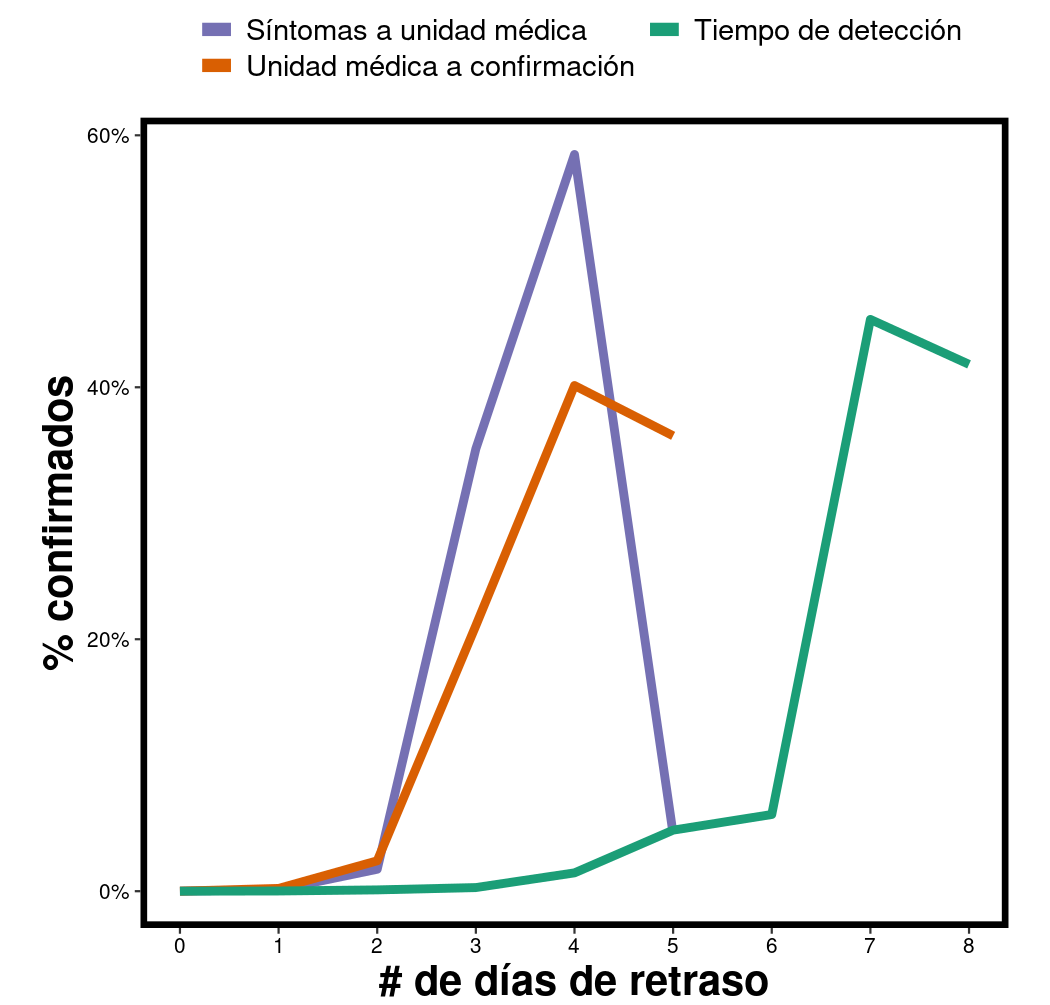 Síntomas a unidad médica
Tiempo de detección
Unidad médica a confirmación
60%
40%
20%
0%
% confirmados
0 1 2 3 4 5 6 7 8
# de días de retraso